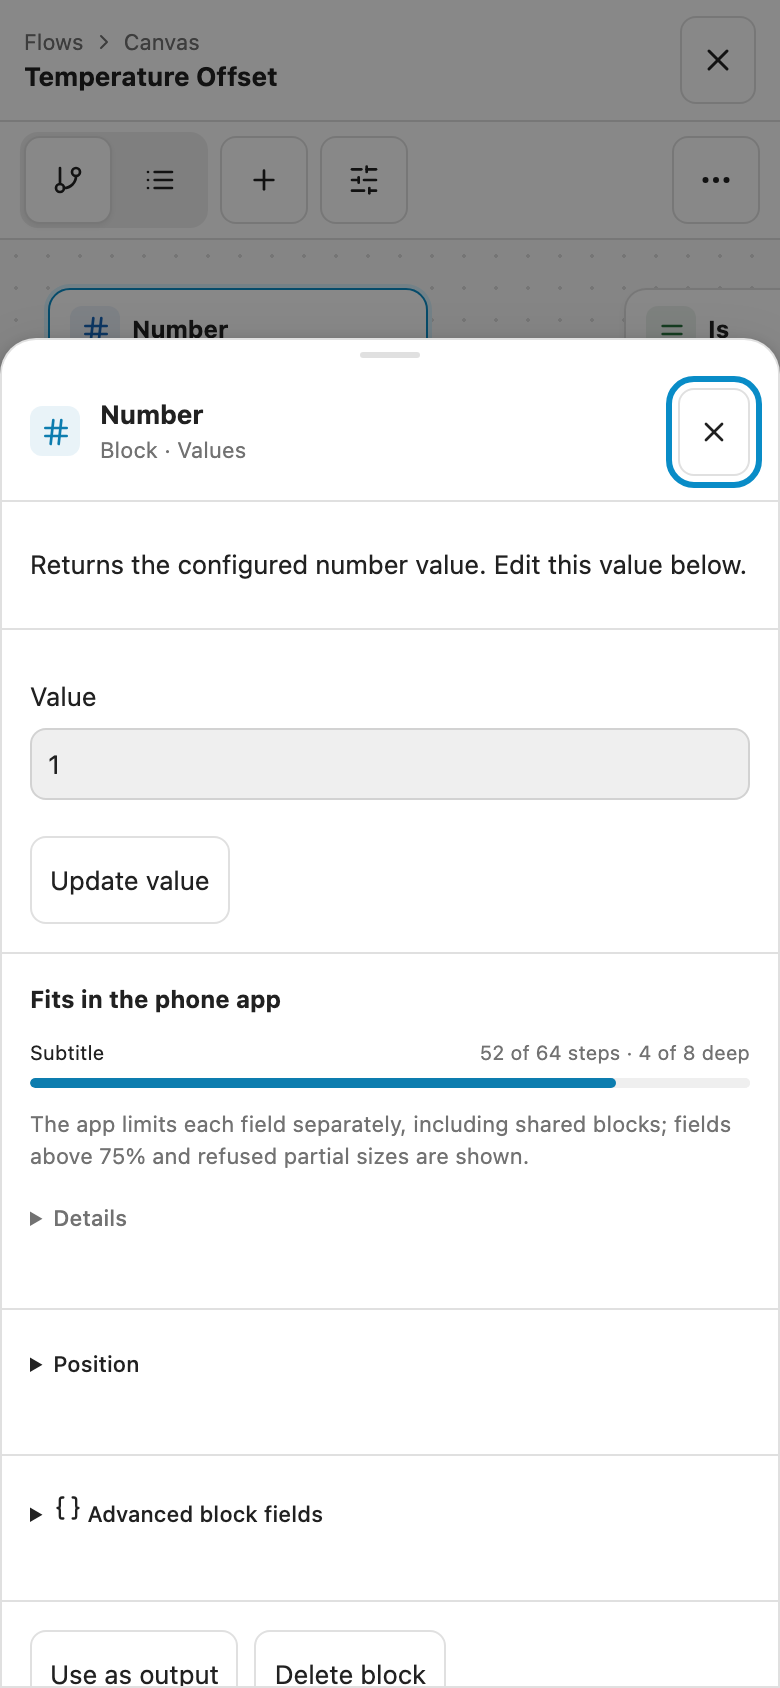 Flows > Canvas
Temperature Offset
Number
Is
Number
Block · Values
Returns the configured number value. Edit this value below.
Value
1
Update value
Fits in the phone app
Subtitle
52 of 64 steps · 4 of 8 deep
The app limits each field separately, including shared blocks; fields
above 75% and refused partial sizes are shown.
Details
Position
{} Advanced block fields
Use as output
Delete block